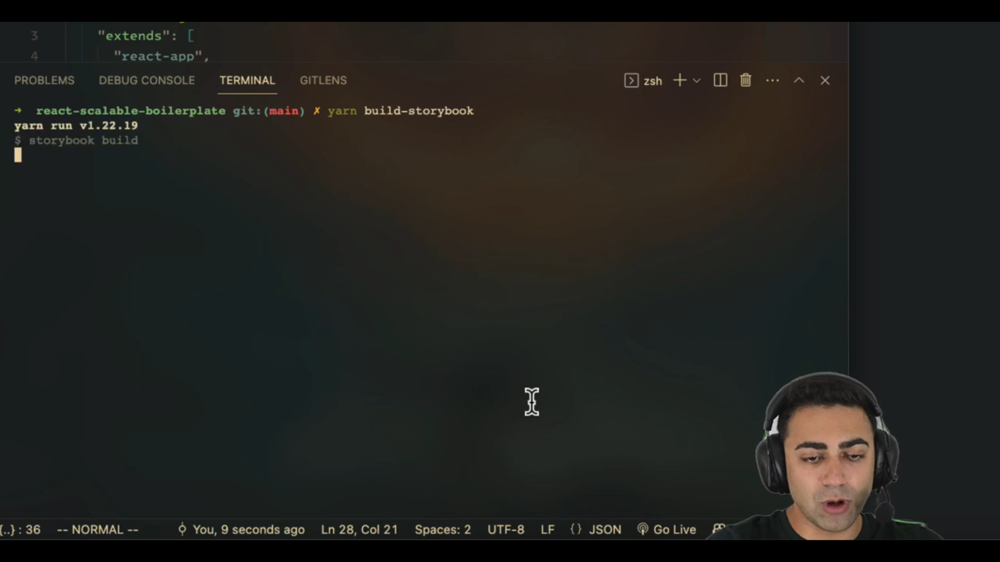 3 "extends": [
4 "react-app",
PROBLEMS DEBUG CONSOLE TERMINAL GITLENS zsh
→ react-scalable-boilerplate git:(main) ✗ yarn build-storybook
yarn run v1.22.19
$ storybook build
{..} : 36 -- NORMAL -- You, 9 seconds ago Ln 28, Col 21 Spaces: 2 UTF-8 LF {} JSON Go Live